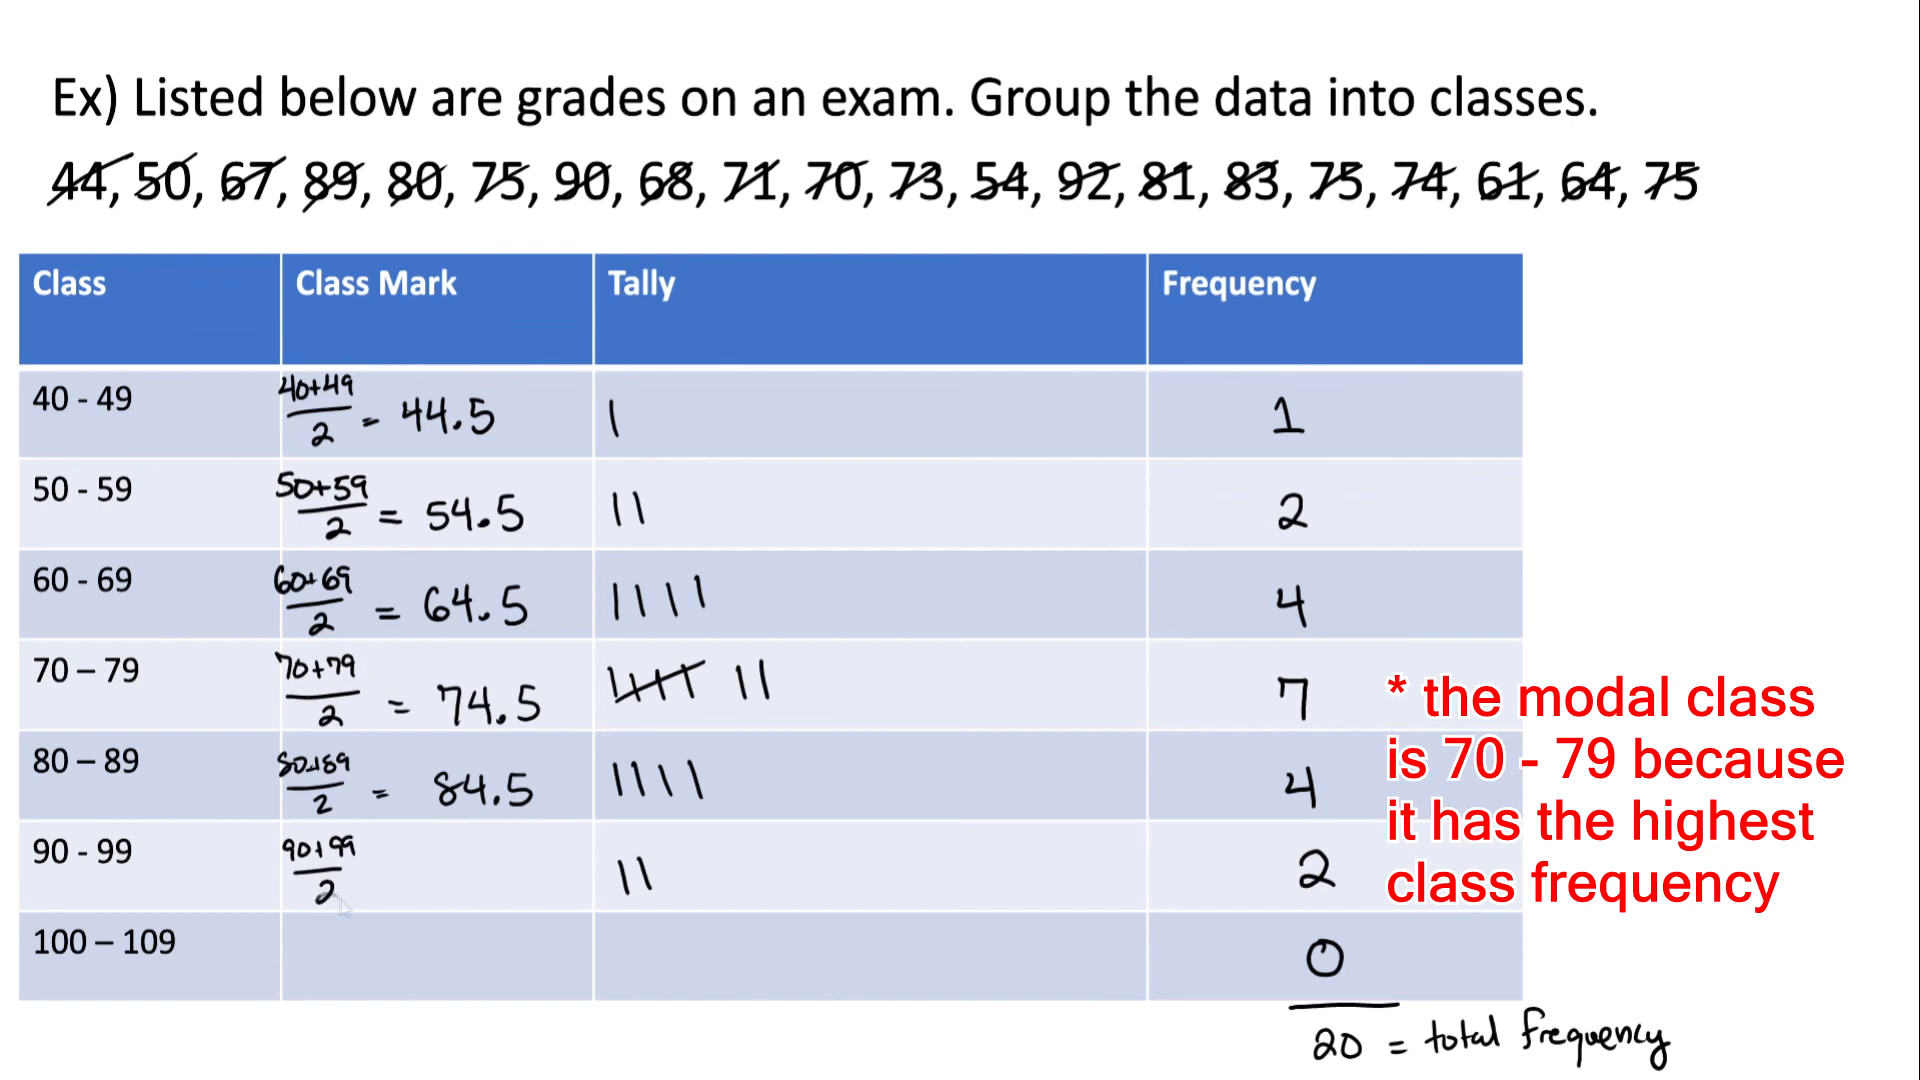 Ex) Listed below are grades on an exam. Group the data into classes.
44, 50, 67, 89, 80, 75, 90, 68, 71, 70, 73, 54, 92, 81, 83, 75, 74, 61, 64, 75
Class Class Mark Tally Frequency
40 - 49 40+49/2 = 44.5 | 1
50 - 59 50+59/2 = 54.5 || 2
60 - 69 60+69/2 = 64.5 |||| 4
70 – 79 70+79/2 = 74.5 |||| || 7
80 – 89 80+89/2 = 84.5 |||| 4
90 - 99 90+99/2 || 2
100 – 109 0
* the modal class
is 70 - 79 because
it has the highest
class frequency
20 = total frequency